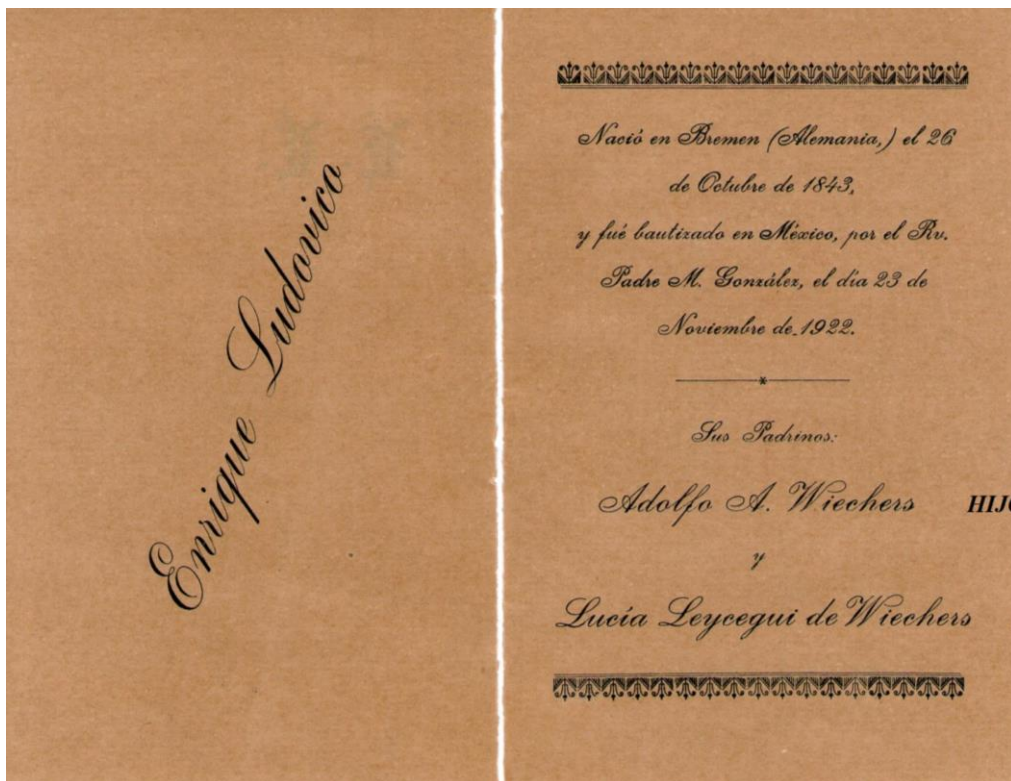 Enrique Ludovico
Nació en Bremen (Alemania,) el 26
de Octubre de 1843,
y fué bautizado en México, por el Rv.
Padre M. González, el día 23 de
Noviembre de 1922.
Sus Padrinos:
Adolfo A. Wiechers
HIJO
y
Lucía Leycegui de Wiechers